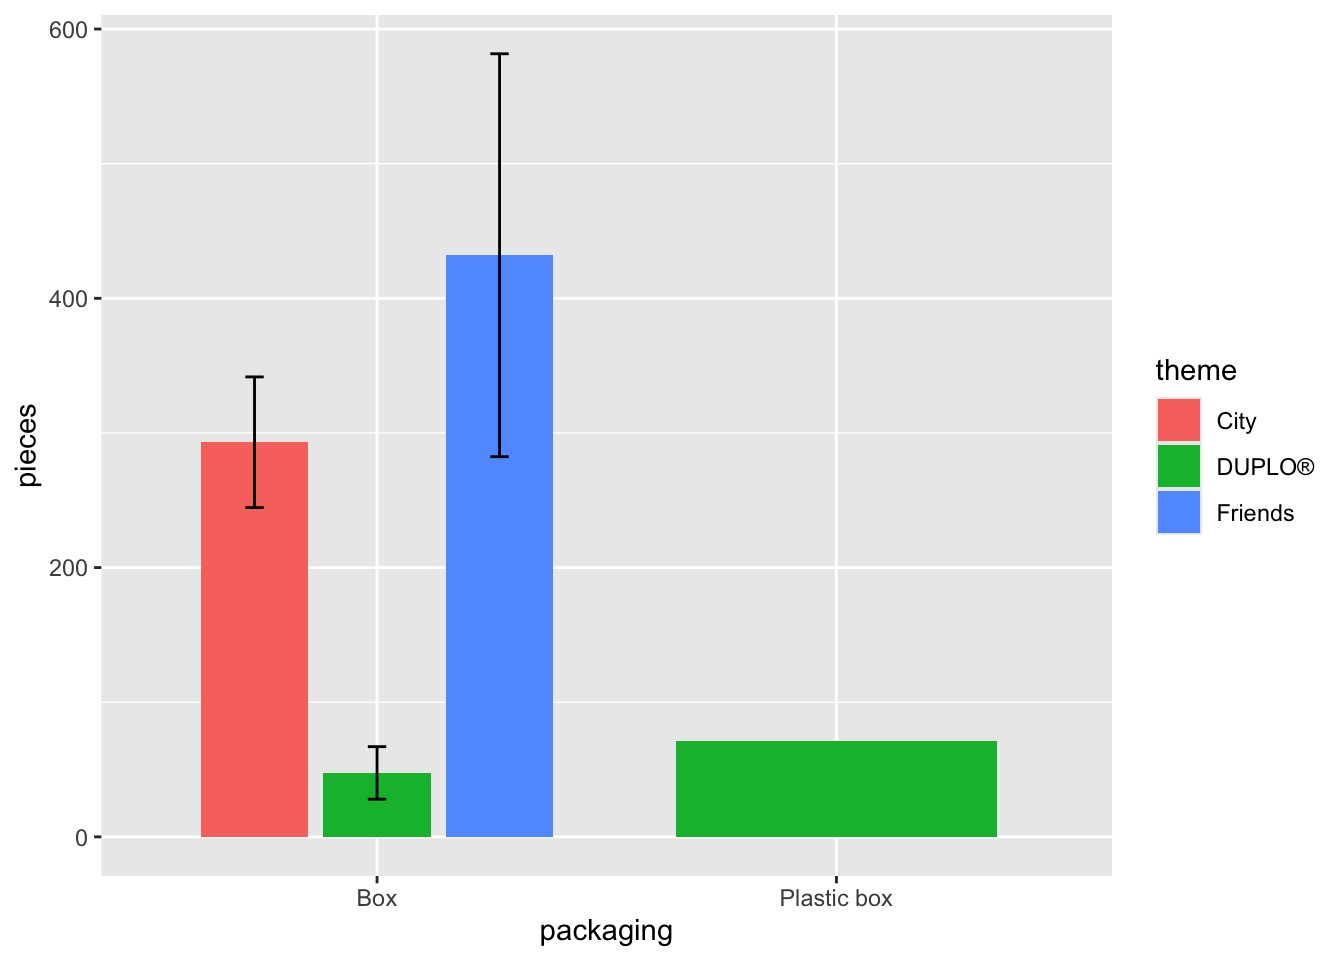 600
400
200
0
pieces
Box
Plastic box
packaging
theme
City
DUPLO®
Friends